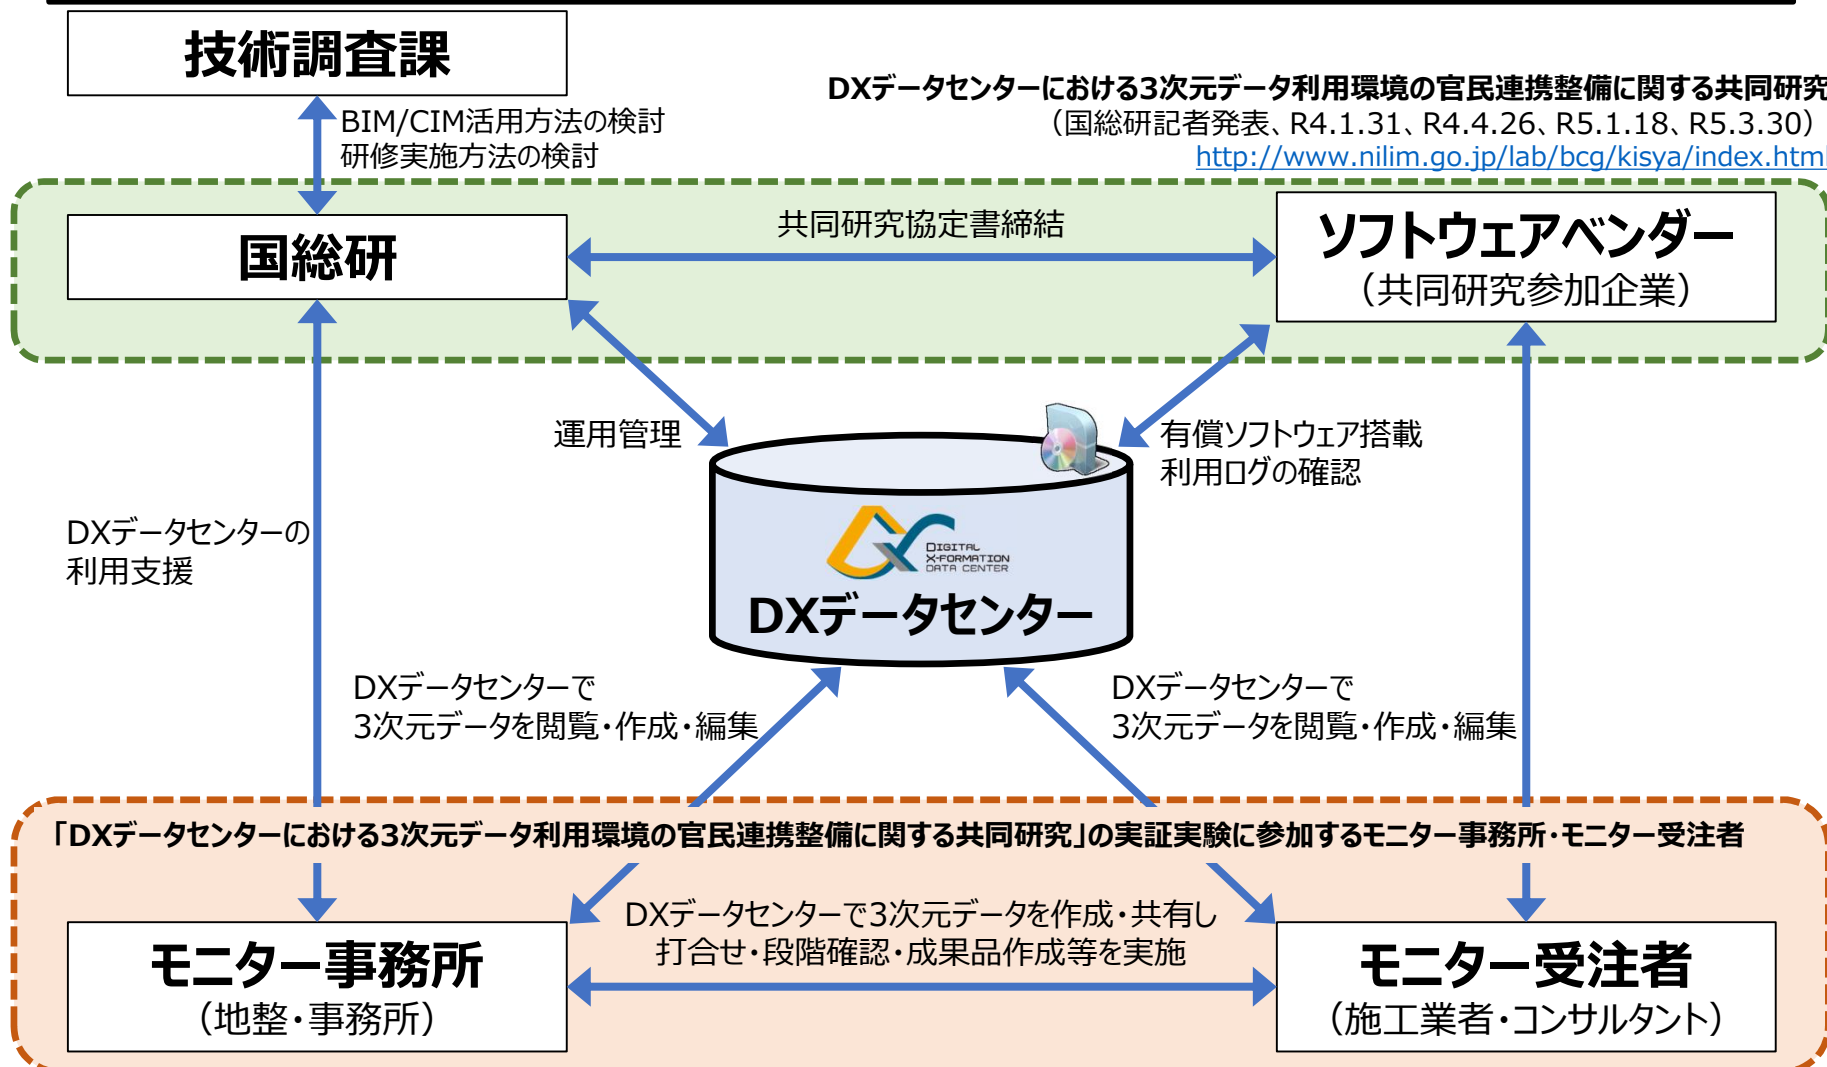 技術調査課
BIM/CIM活用方法の検討
研修実施方法の検討
DXデータセンターにおける3次元データ利用環境の官民連携整備に関する共同研究
（国総研記者発表、R4.1.31、R4.4.26、R5.1.18、R5.3.30）
http://www.nilim.go.jp/lab/bcg/kisya/index.html
国総研
共同研究協定書締結
ソフトウェアベンダー
（共同研究参加企業）
運用管理
有償ソフトウェア搭載
利用ログの確認
DXデータセンターの
利用支援
DIGITAL
X-FORMATION
DATA CENTER
DXデータセンター
DXデータセンターで
3次元データを閲覧・作成・編集
DXデータセンターで
3次元データを閲覧・作成・編集
「DXデータセンターにおける3次元データ利用環境の官民連携整備に関する共同研究」の実証実験に参加するモニター事務所・モニター受注者
DXデータセンターで3次元データを作成・共有し
打合せ・段階確認・成果品作成等を実施
モニター事務所
（地整・事務所）
モニター受注者
（施工業者・コンサルタント）